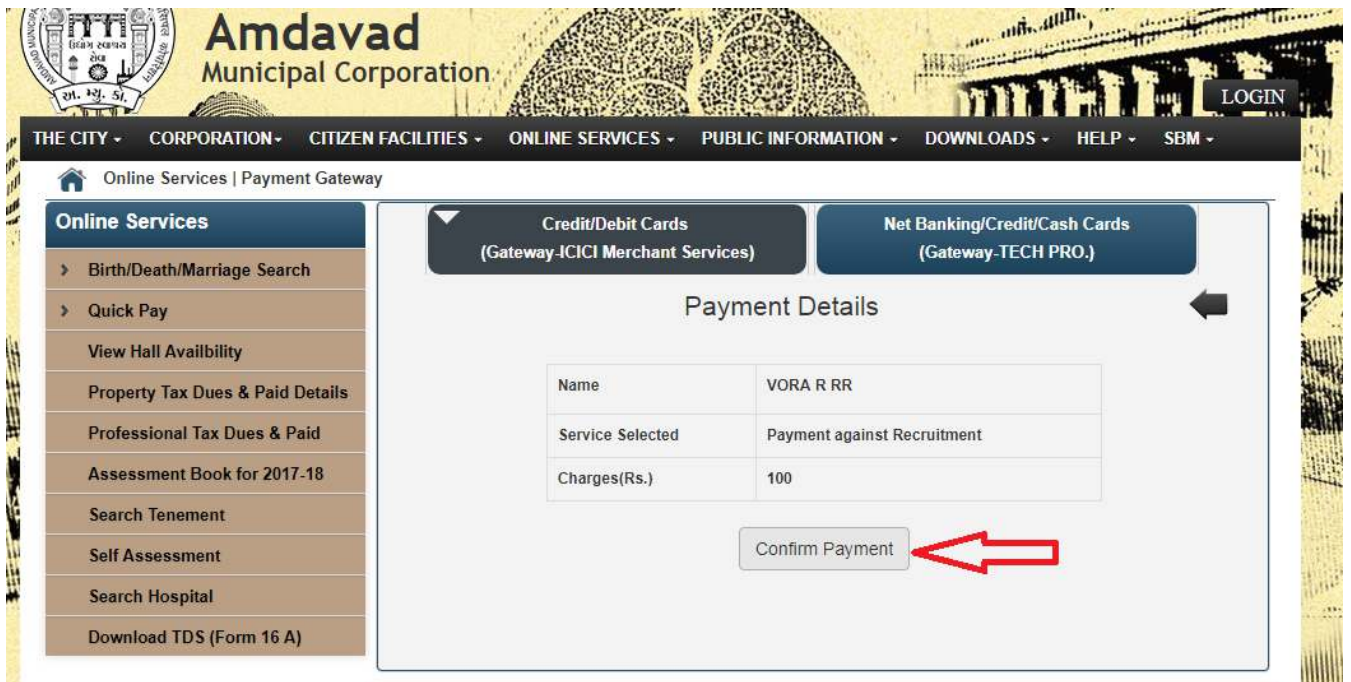 Amdavad
Municipal Corporation
અ. મ્યુ. કો.
LOGIN
THE CITY CORPORATION CITIZEN FACILITIES ONLINE SERVICES PUBLIC INFORMATION DOWNLOADS HELP SBM
Online Services | Payment Gateway
Online Services
Birth/Death/Marriage Search
Quick Pay
View Hall Availbility
Property Tax Dues & Paid Details
Professional Tax Dues & Paid
Assessment Book for 2017-18
Search Tenement
Self Assessment
Search Hospital
Download TDS (Form 16 A)
Credit/Debit Cards
(Gateway-ICICI Merchant Services)
Net Banking/Credit/Cash Cards
(Gateway-TECH PRO.)
Payment Details
Name VORA R RR
Service Selected Payment against Recruitment
Charges(Rs.) 100
Confirm Payment